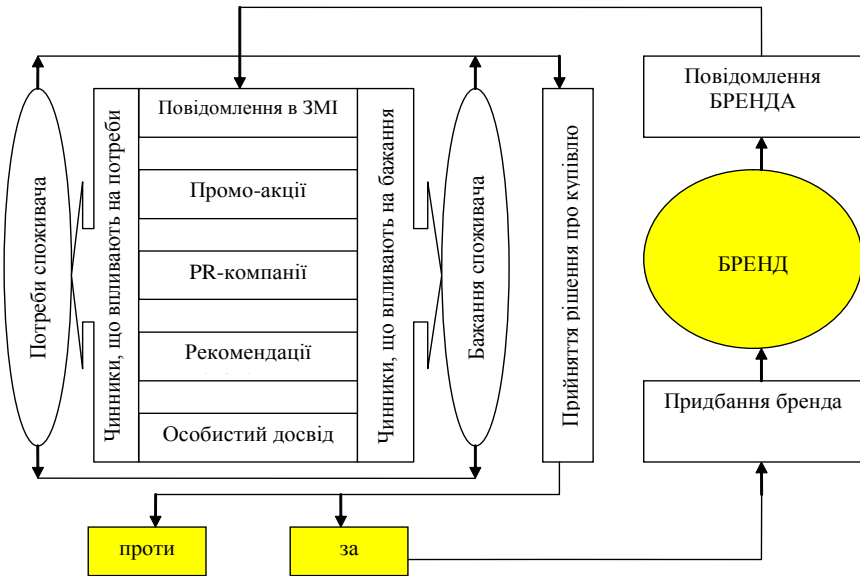 Потреби споживача
Чинники, що впливають на потреби
Повідомлення в ЗМІ
Промо-акції
PR-компанії
Рекомендації
Особистий досвід
Чинники, що впливають на бажання
Бажання споживача
Прийняття рішення про купівлю
Повідомлення
БРЕНДА
БРЕНД
Придбання бренда
проти
за